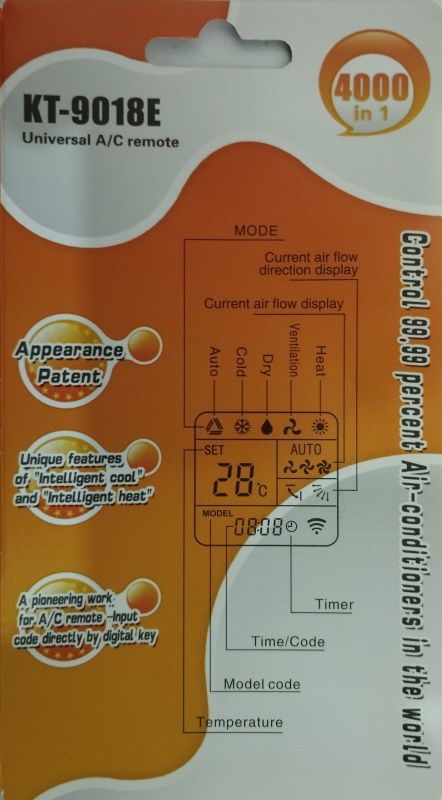 KT-9018E
Universal A/C remote
4000
in 1
MODE
Current air flow
direction display
Current air flow display
Auto
Cold
Dry
Ventilation
Heat
SET
AUTO
28°C
MODEL
-08:08
Timer
Time/Code
Model code
Temperature
Appearance
Patent
Unique features
of "Intelligent cool"
and "Intelligent heat"
A pioneering work
for A/C remote -Input
code directly by digital key
Control 99,99 percent Air-conditioners in the world